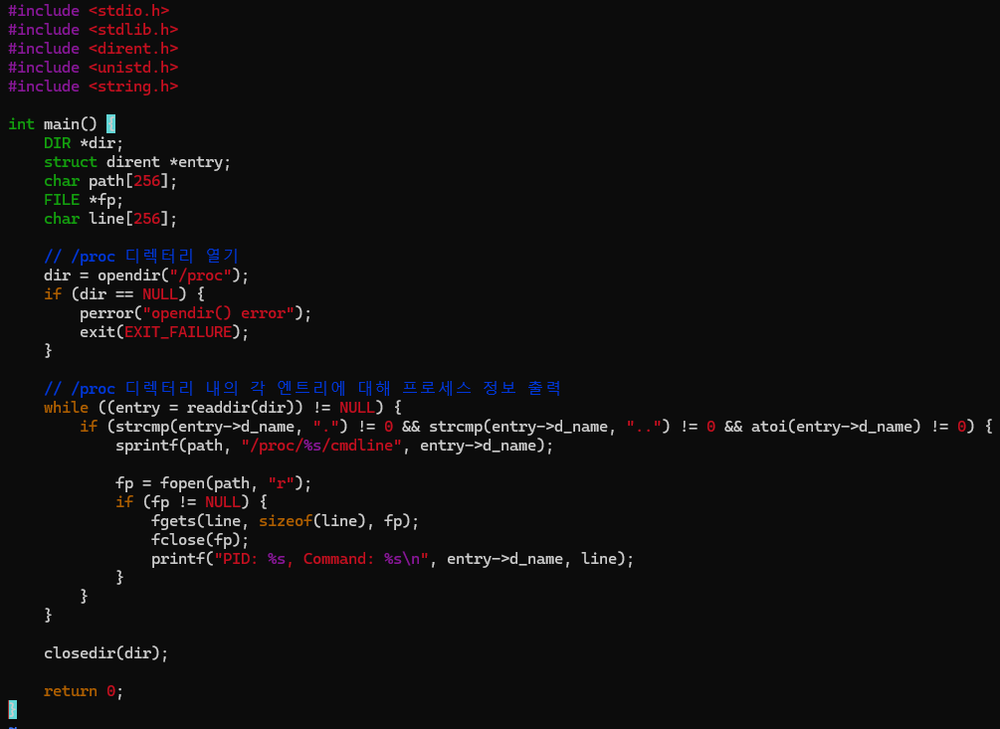 #include <stdio.h>
#include <stdlib.h>
#include <dirent.h>
#include <unistd.h>
#include <string.h>

int main() {
    DIR *dir;
    struct dirent *entry;
    char path[256];
    FILE *fp;
    char line[256];

    // /proc 디렉터리 열기
    dir = opendir("/proc");
    if (dir == NULL) {
        perror("opendir() error");
        exit(EXIT_FAILURE);
    }

    // /proc 디렉터리 내의 각 엔트리에 대해 프로세스 정보 출력
    while ((entry = readdir(dir)) != NULL) {
        if (strcmp(entry->d_name, ".") != 0 && strcmp(entry->d_name, "..") != 0 && atoi(entry->d_name) != 0) {
            sprintf(path, "/proc/%s/cmdline", entry->d_name);

            fp = fopen(path, "r");
            if (fp != NULL) {
                fgets(line, sizeof(line), fp);
                fclose(fp);
                printf("PID: %s, Command: %s\n", entry->d_name, line);
            }
        }
    }

    closedir(dir);

    return 0;
}